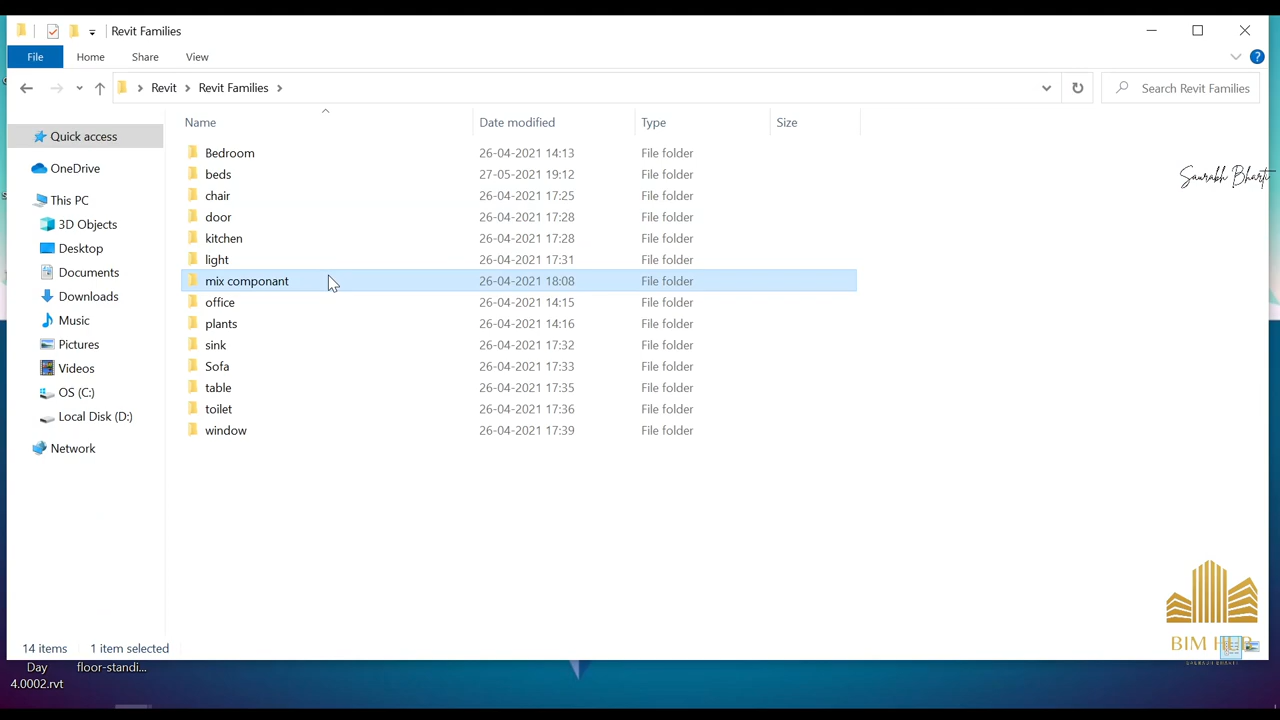 Revit Families
File Home Share View
Revit Revit Families
Search Revit Families
Name Date modified Type Size
Quick access
OneDrive
This PC
3D Objects
Desktop
Documents
Downloads
Music
Pictures
Videos
OS (C:)
Local Disk (D:)
Network
Bedroom 26-04-2021 14:13 File folder
beds 27-05-2021 19:12 File folder
chair 26-04-2021 17:25 File folder
door 26-04-2021 17:28 File folder
kitchen 26-04-2021 17:28 File folder
light 26-04-2021 17:31 File folder
mix componant 26-04-2021 18:08 File folder
office 26-04-2021 14:15 File folder
plants 26-04-2021 14:16 File folder
sink 26-04-2021 17:32 File folder
Sofa 26-04-2021 17:33 File folder
table 26-04-2021 17:35 File folder
toilet 26-04-2021 17:36 File folder
window 26-04-2021 17:39 File folder
Saurabh Bharti
BIM HUB
SAURABH BHARTI
14 items 1 item selected
Day floor-standi...
4.0002.rvt